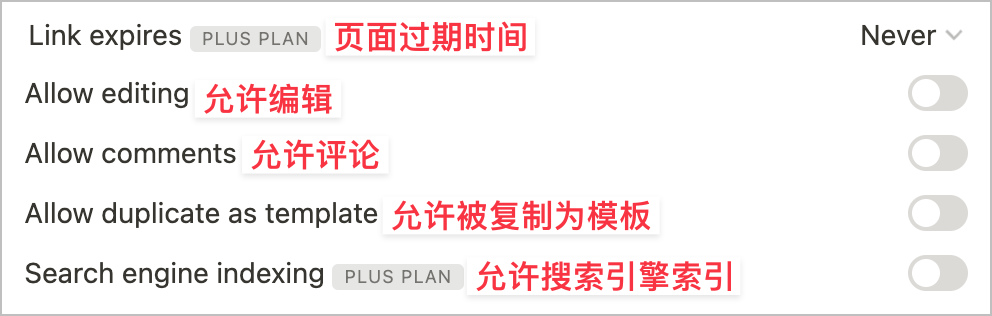 Link expires PLUS PLAN 页面过期时间 Never
Allow editing 允许编辑
Allow comments 允许评论
Allow duplicate as template 允许被复制为模板
Search engine indexing PLUS PLAN 允许搜索引擎索引